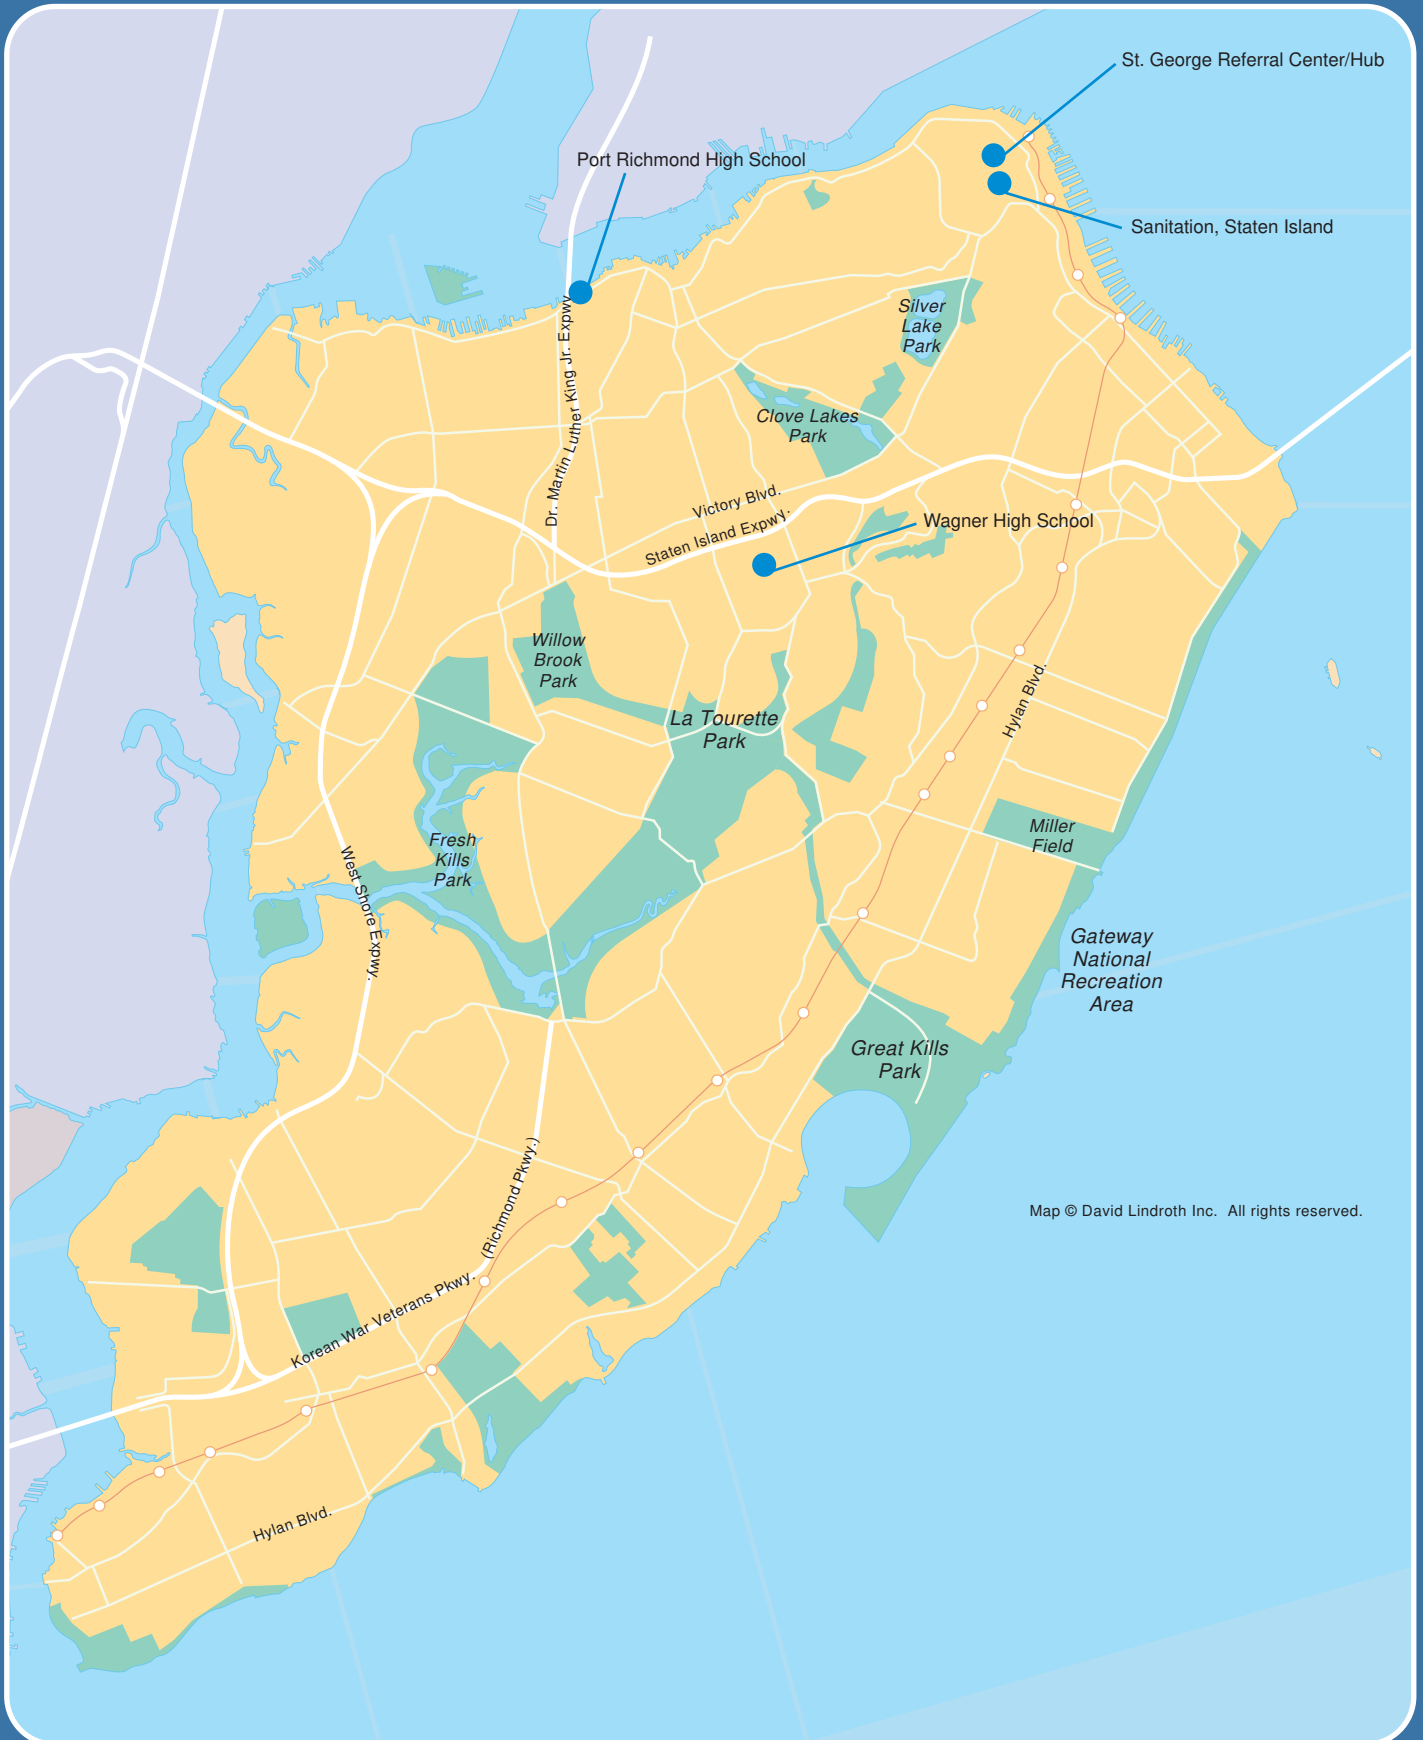 St. George Referral Center/Hub
Port Richmond High School
Sanitation, Staten Island
Silver
Lake
Park
Dr. Martin Luther King Jr. Expwy
Clove Lakes
Park
Victory Blvd.
Staten Island Expwy.
Wagner High School
Willow
Brook
Park
Hylan Blvd.
La Tourette
Park
Miller
Field
Fresh
Kills
Park
West Shore Expwy.
Gateway
National
Recreation
Area
Great Kills
Park
(Richmond Pkwy.)
Map © David Lindroth Inc. All rights reserved.
Korean War Veterans Pkwy.
Hylan Blvd.